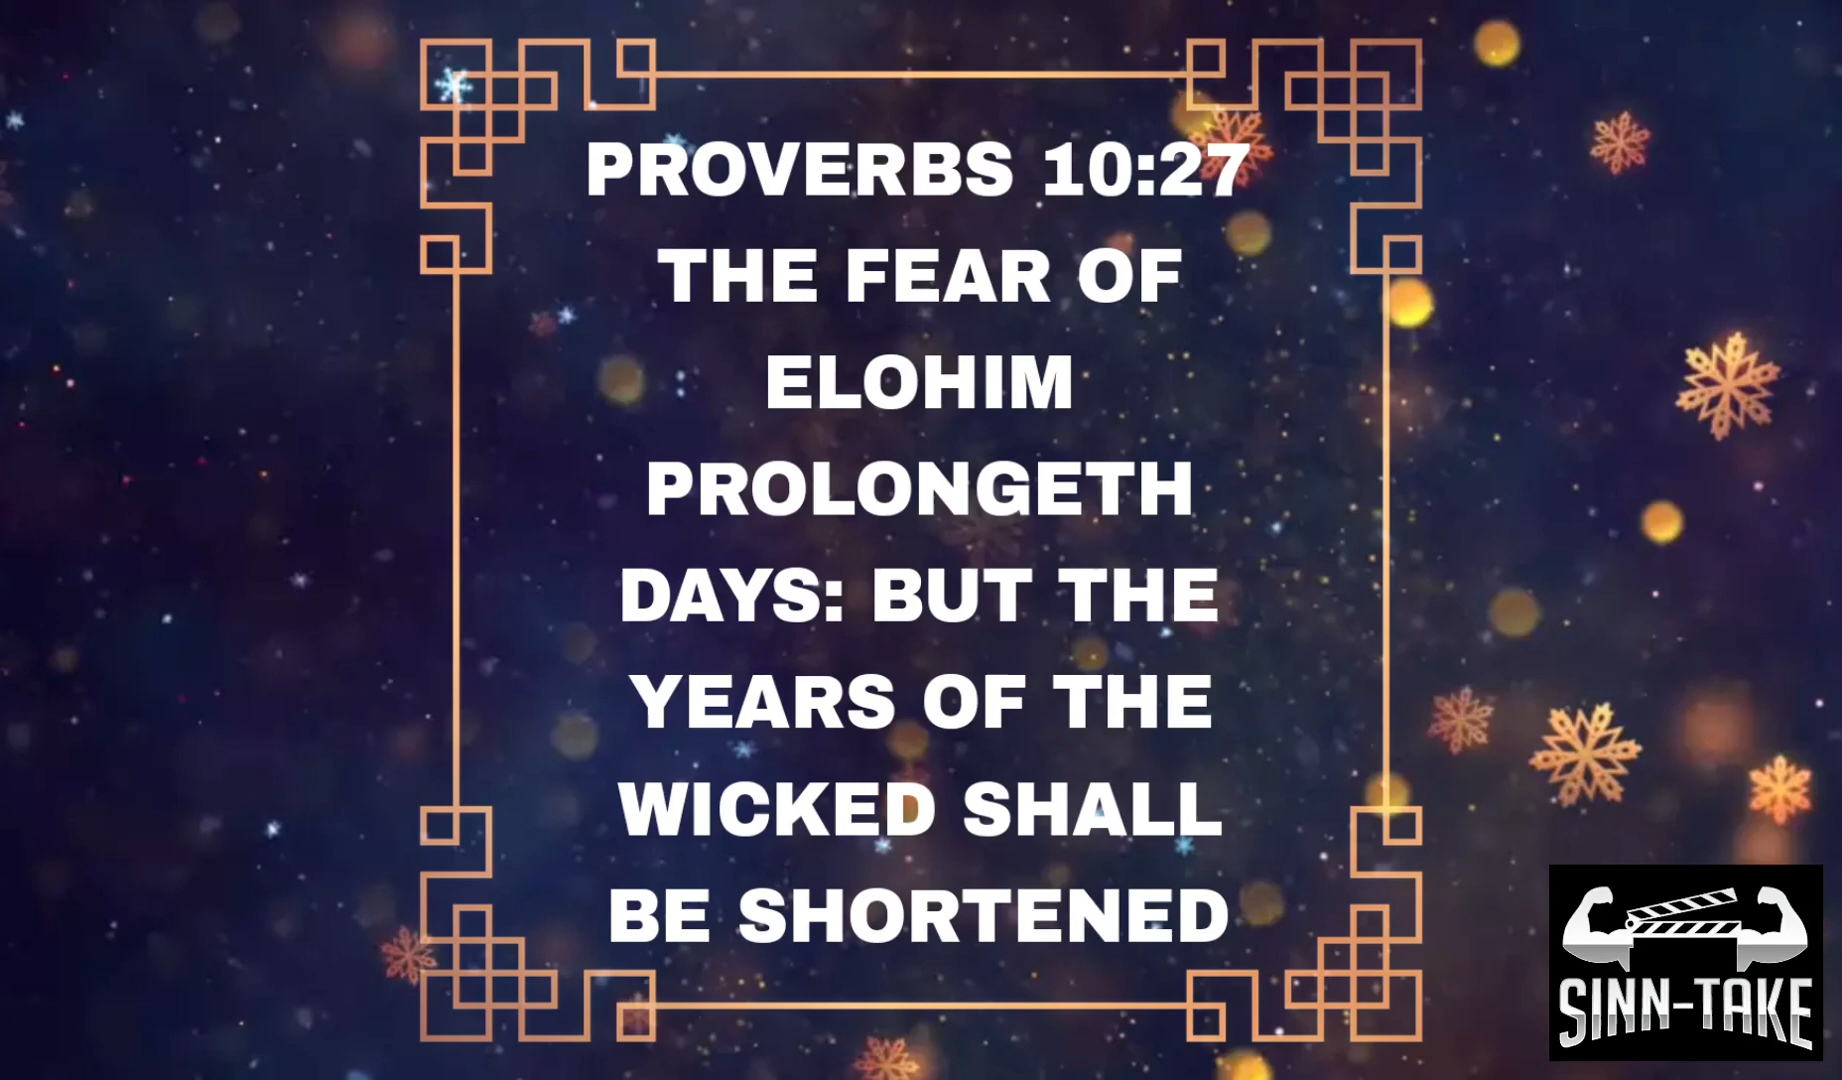 PROVERBS 10:27
THE FEAR OF
ELOHIM
PROLONGETH
DAYS: BUT THE
YEARS OF THE
WICKED SHALL
BE SHORTENED
SINN-TAKE